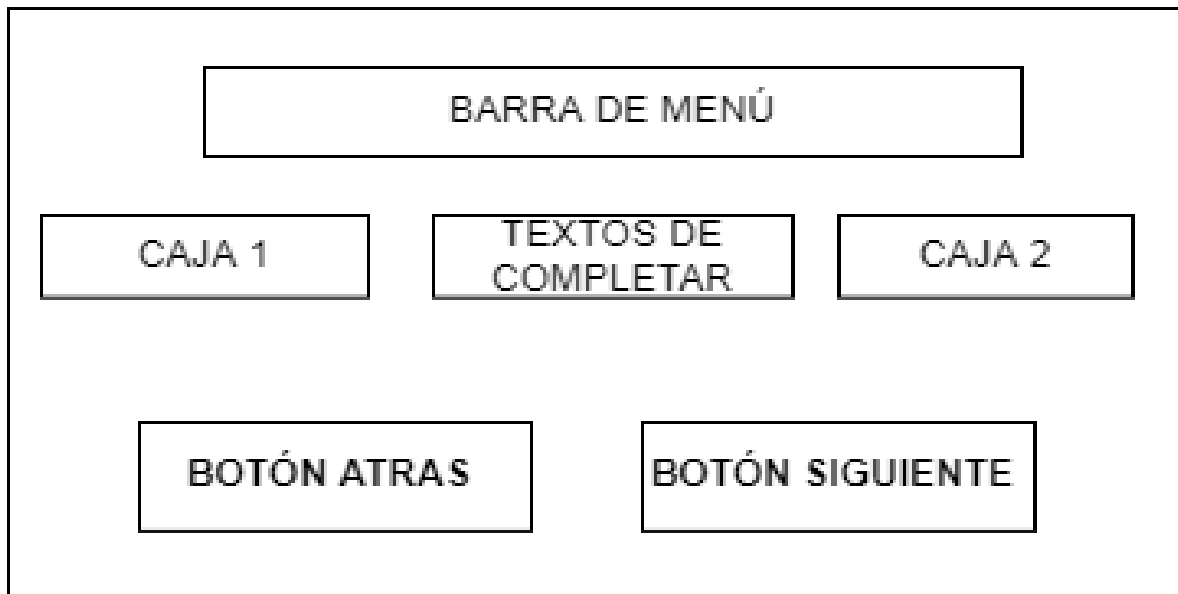 BARRA DE MENÚ
CAJA 1
TEXTOS DE
COMPLETAR
CAJA 2
BOTÓN ATRAS
BOTÓN SIGUIENTE